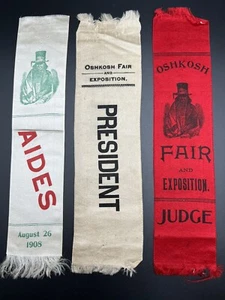 AIDES
August 26
1908
OSHKOSH FAIR
AND
EXPOSITION.
PRESIDENT
OSHKOSH
FAIR
AND
EXPOSITION.
JUDGE